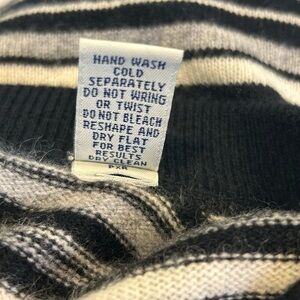 HAND WASH
COLD
SEPARATELY
DO NOT WRING
OR TWIST
DO NOT BLEACH
RESHAPE AND
DRY FLAT
FOR BEST
RESULTS
DRY CLEAN